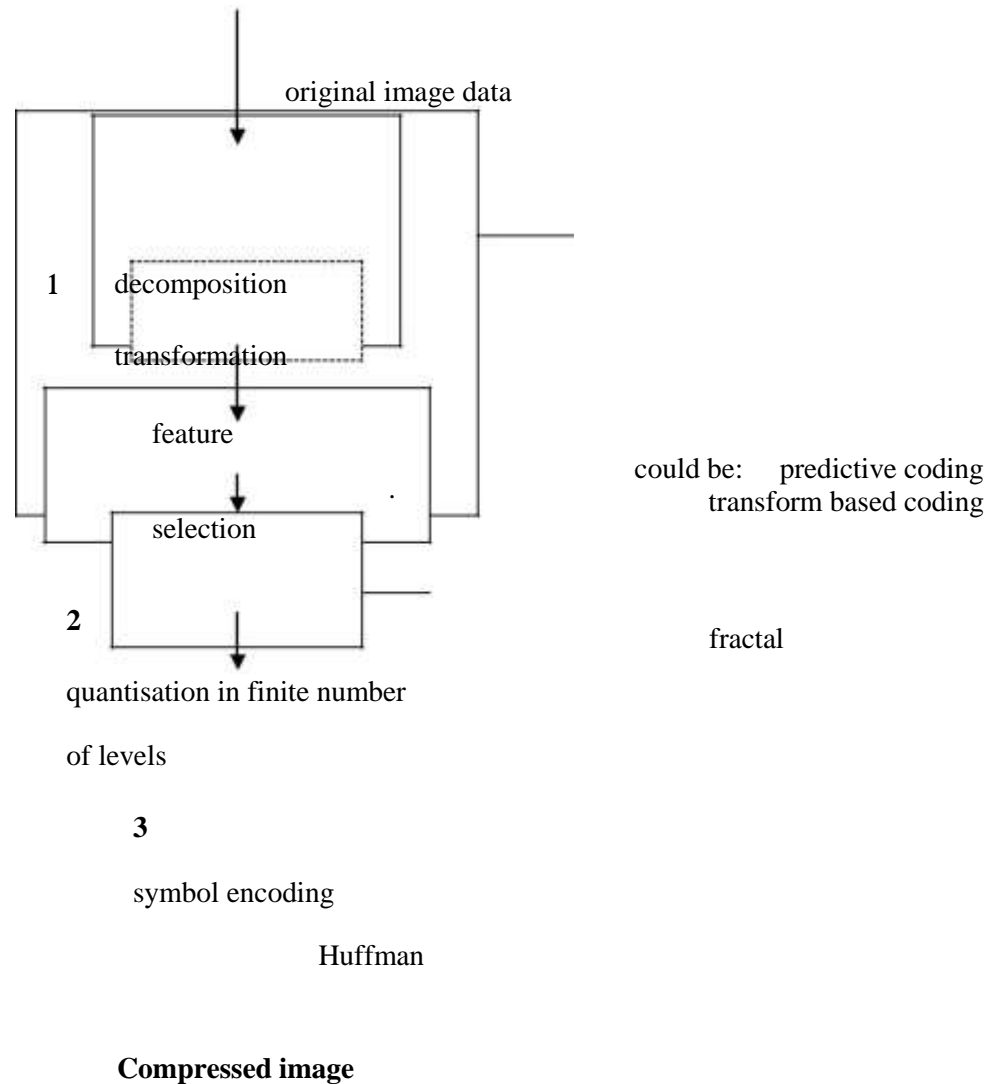 original image data
1 decomposition
transformation
feature
could be: predictive coding
transform based coding
.
selection
2
fractal
quantisation in finite number
of levels
3
symbol encoding
Huffman
Compressed image